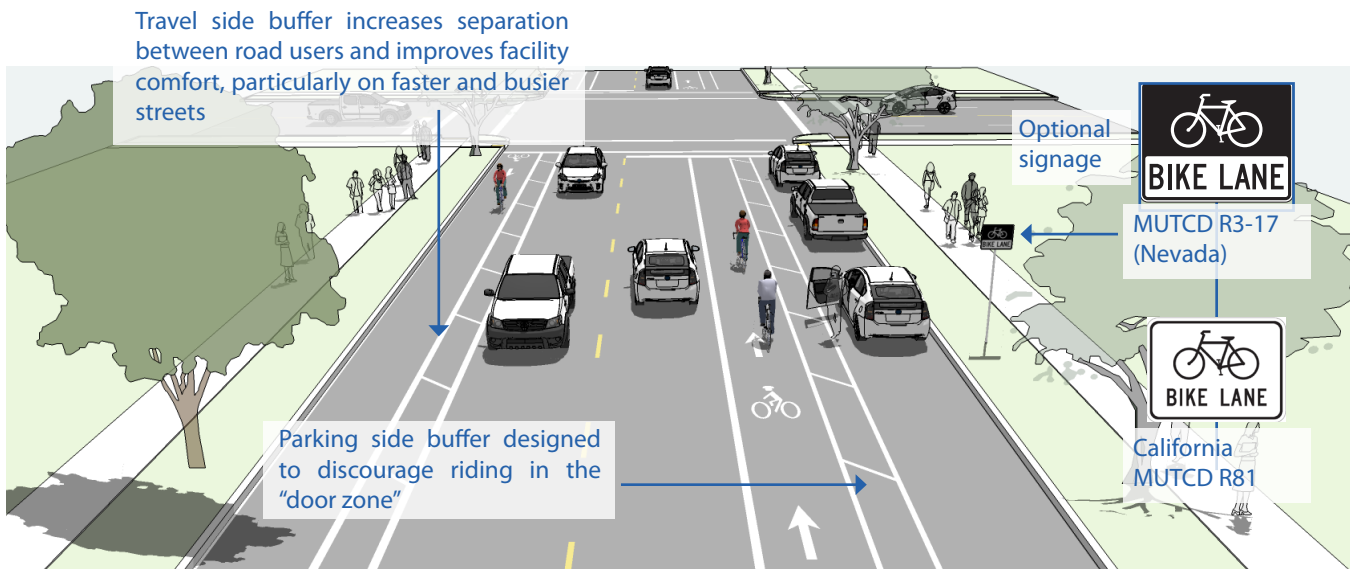 Travel side buffer increases separation
between road users and improves facility
comfort, particularly on faster and busier
streets
Optional
signage
BIKE LANE
MUTCD R3-17
(Nevada)
BIKE LANE
BIKE LANE
California
MUTCD R81
Parking side buffer designed
to discourage riding in the
“door zone”